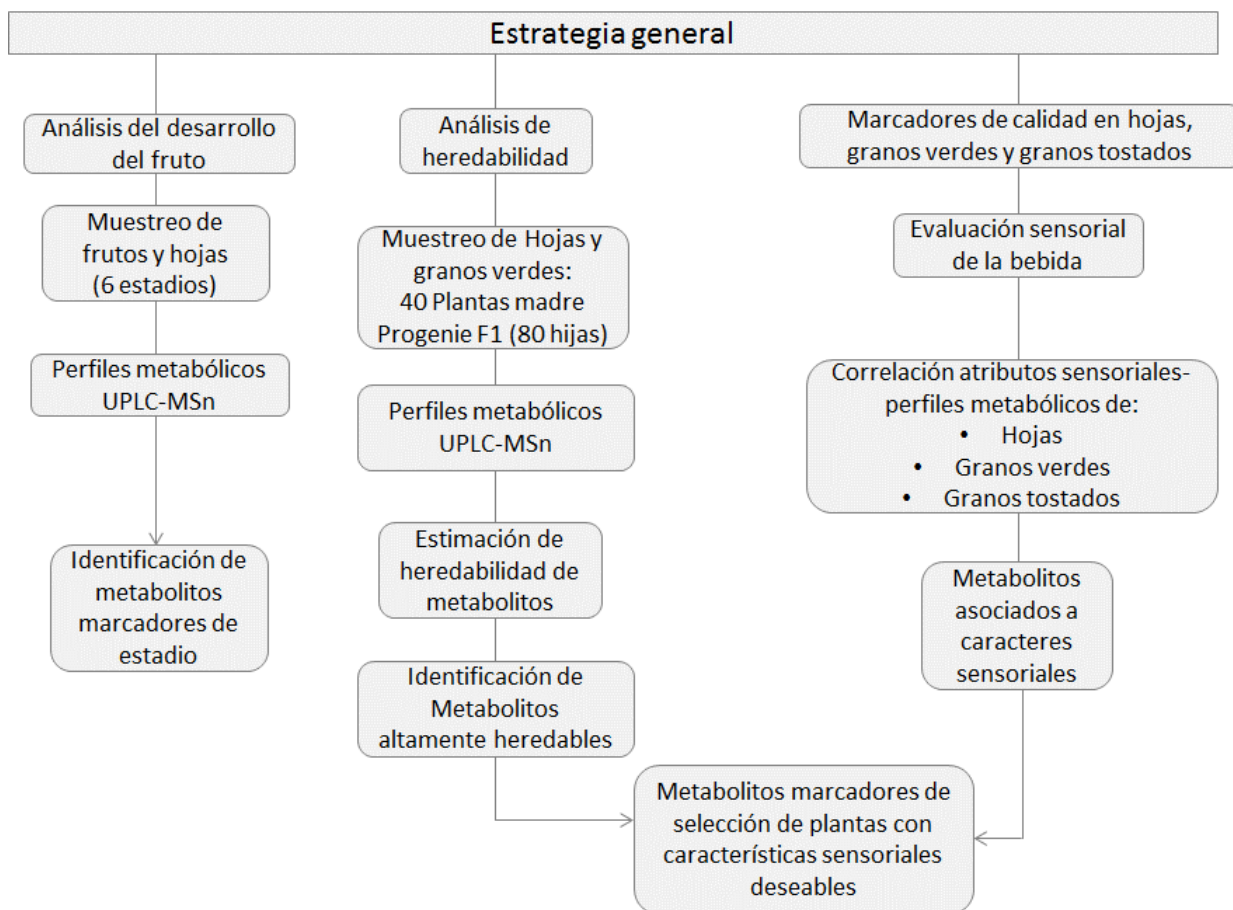 Estrategia general
Análisis del desarrollo
del fruto
Muestreo de
frutos y hojas
(6 estadios)
Perfiles metabólicos
UPLC-MSn
Identificación de
metabolitos
marcadores de
estadio
Análisis de
heredabilidad
Muestreo de Hojas y
granos verdes:
40 Plantas madre
Progenie F1 (80 hijas)
Perfiles metabólicos
UPLC-MSn
Estimación de
heredabilidad de
metabolitos
Identificación de
Metabolitos
altamente heredables
Marcadores de calidad en hojas,
granos verdes y granos tostados
Evaluación sensorial
de la bebida
Correlación atributos sensoriales-
perfiles metabólicos de:
• Hojas
• Granos verdes
• Granos tostados
Metabolitos
asociados a
caracteres
sensoriales
Metabolitos marcadores de
selección de plantas con
características sensoriales
deseables